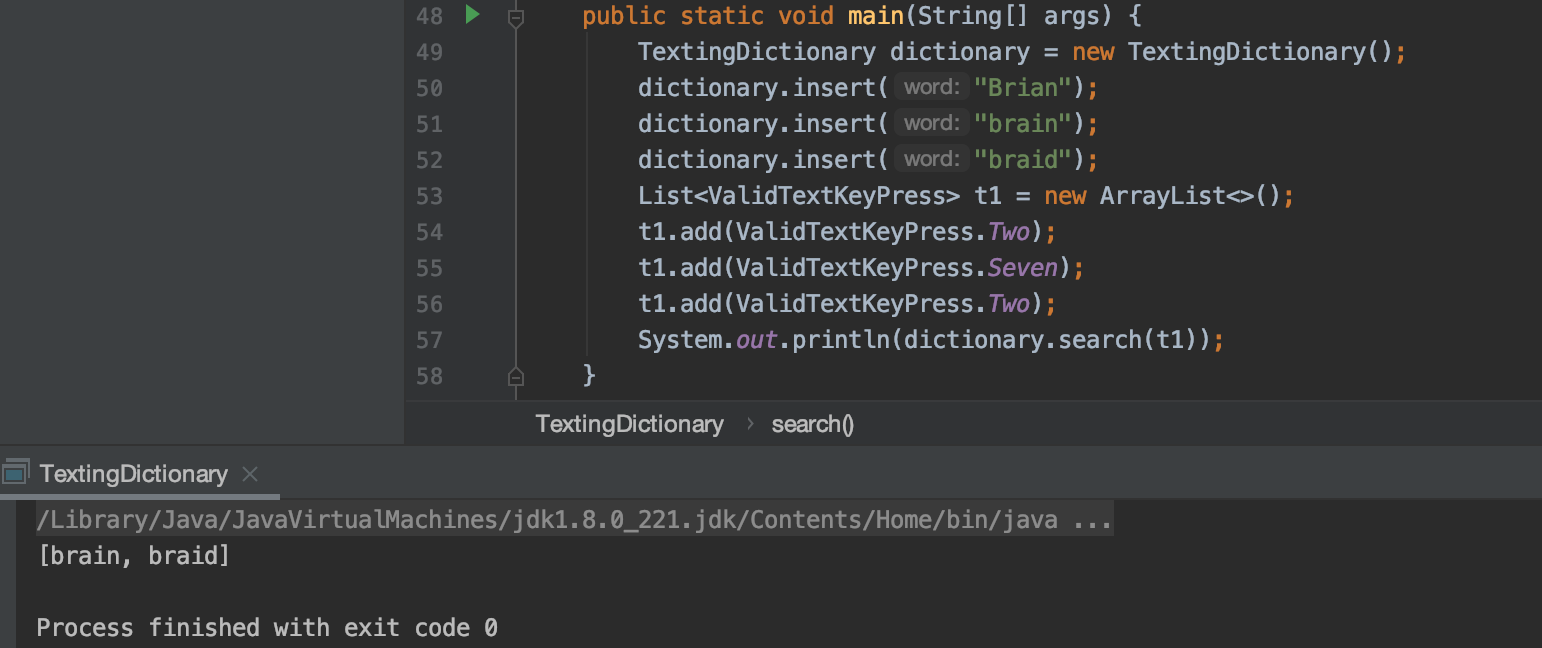 48 public static void main(String[] args) {
49 TextingDictionary dictionary = new TextingDictionary();
50 dictionary.insert( word: "Brian");
51 dictionary.insert( word: "brain");
52 dictionary.insert( word: "braid");
53 List<ValidTextKeyPress> t1 = new ArrayList<>();
54 t1.add(ValidTextKeyPress.Two);
55 t1.add(ValidTextKeyPress.Seven);
56 t1.add(ValidTextKeyPress.Two);
57 System.out.println(dictionary.search(t1));
58 }
TextingDictionary › search()
TextingDictionary ×
/Library/Java/JavaVirtualMachines/jdk1.8.0_221.jdk/Contents/Home/bin/java ...
[brain, braid]
Process finished with exit code 0